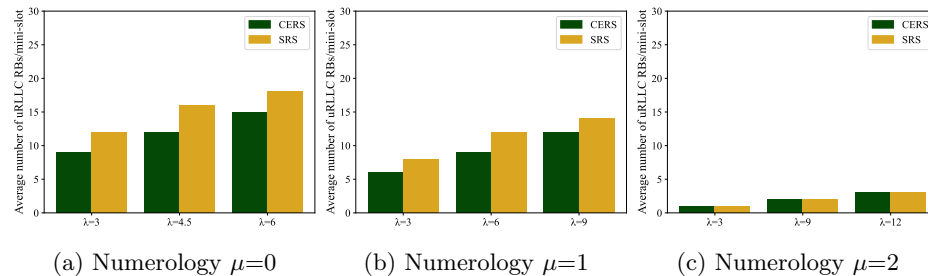 Average number of uRLLC RBs/mini-slot
30
25
20
15
10
5
0
CERS
SRS
λ=3
λ=4.5
λ=6
(a) Numerology μ=0
Average number of uRLLC RBs/mini-slot
30
25
20
15
10
5
0
CERS
SRS
λ=3
λ=6
λ=9
(b) Numerology μ=1
Average number of uRLLC RBs/mini-slot
30
25
20
15
10
5
0
CERS
SRS
λ=3
λ=9
λ=12
(c) Numerology μ=2